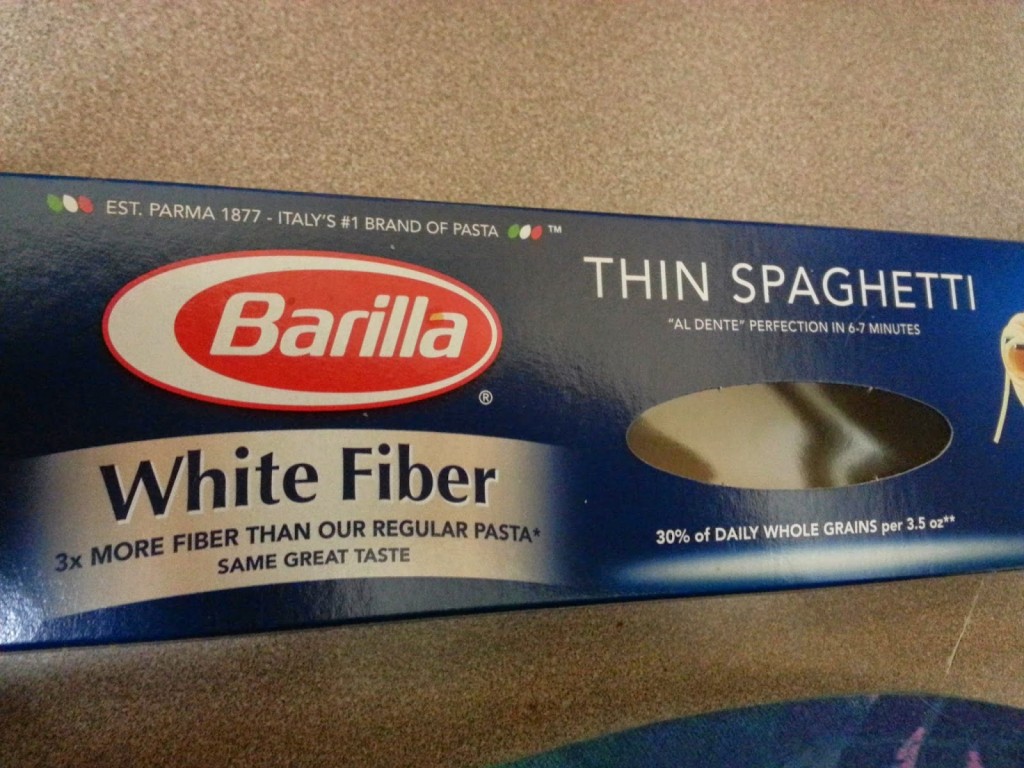 EST. PARMA 1877 - ITALY'S #1 BRAND OF PASTA ™
Barilla ®
White Fiber
3x MORE FIBER THAN OUR REGULAR PASTA*
SAME GREAT TASTE
THIN SPAGHETTI
"AL DENTE" PERFECTION IN 6-7 MINUTES
30% of DAILY WHOLE GRAINS per 3.5 oz**